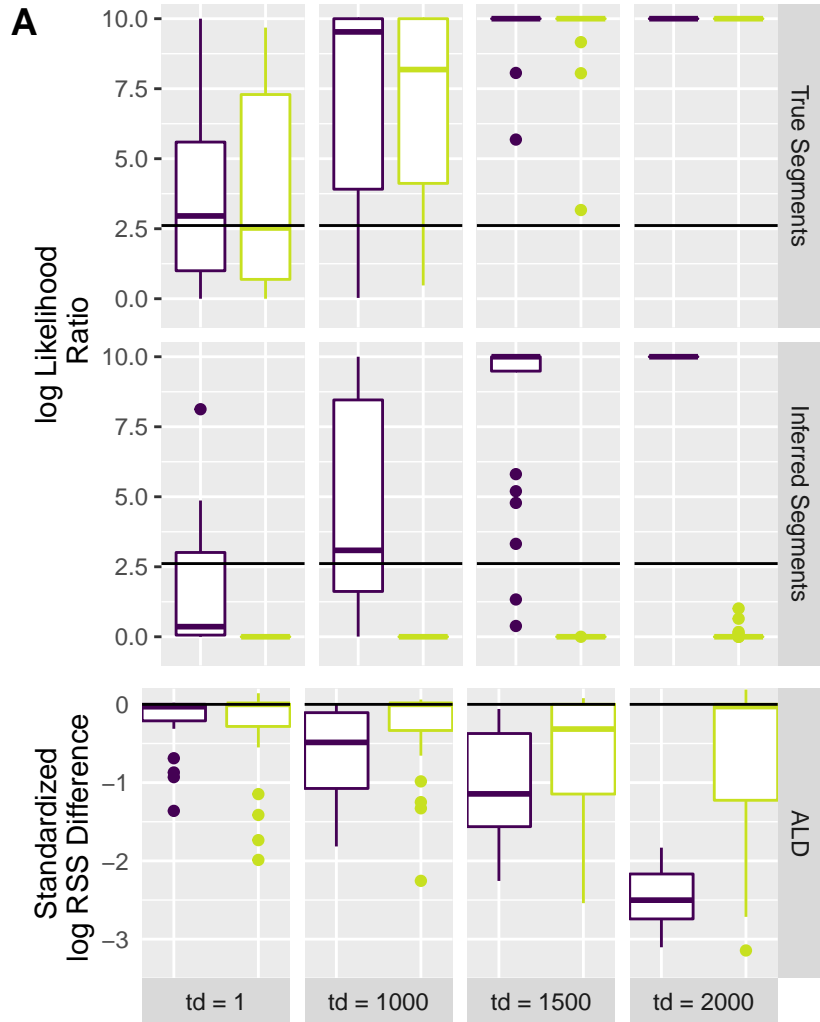 A
log Likelihood
Ratio
10.0
7.5
5.0
2.5
0.0
True Segments
10.0
7.5
5.0
2.5
0.0
Inferred Segments
Standardized
log RSS Difference
0
−1
−2
−3
ALD
td = 1
td = 1000
td = 1500
td = 2000